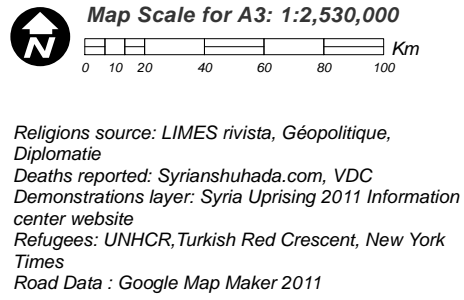 N
Map Scale for A3: 1:2,530,000
Km
0 10 20 40 60 80 100
Religions source: LIMES rivista, Géopolitique,
Diplomatie
Deaths reported: Syrianshuhada.com, VDC
Demonstrations layer: Syria Uprising 2011 Information
center website
Refugees: UNHCR,Turkish Red Crescent, New York
Times
Road Data : Google Map Maker 2011